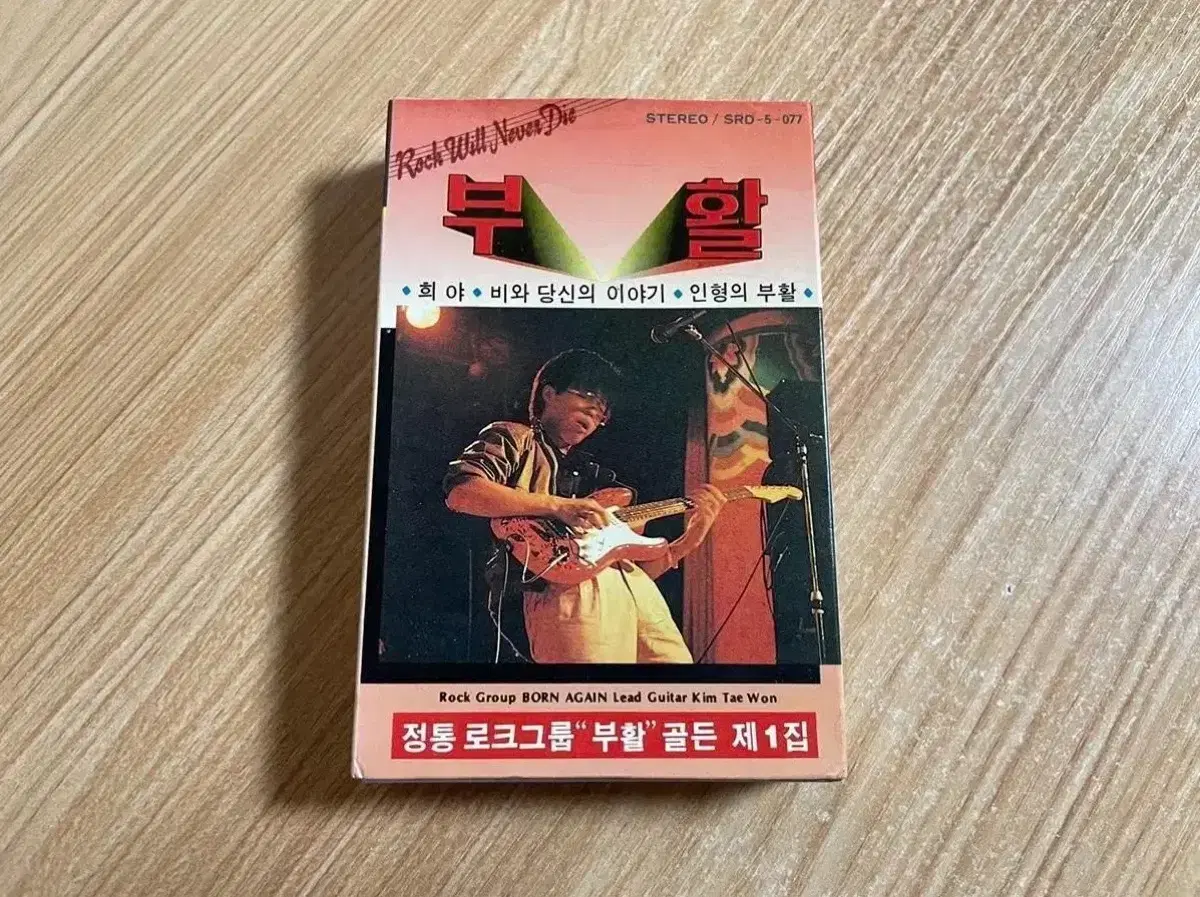 Rock Will Never Die
STEREO / SRD-5-077
부활
희야 • 비와 당신의 이야기 • 인형의 부활
Rock Group BORN AGAIN Lead Guitar Kim Tae Won
정통 로크그룹 “부활” 골든 제1집